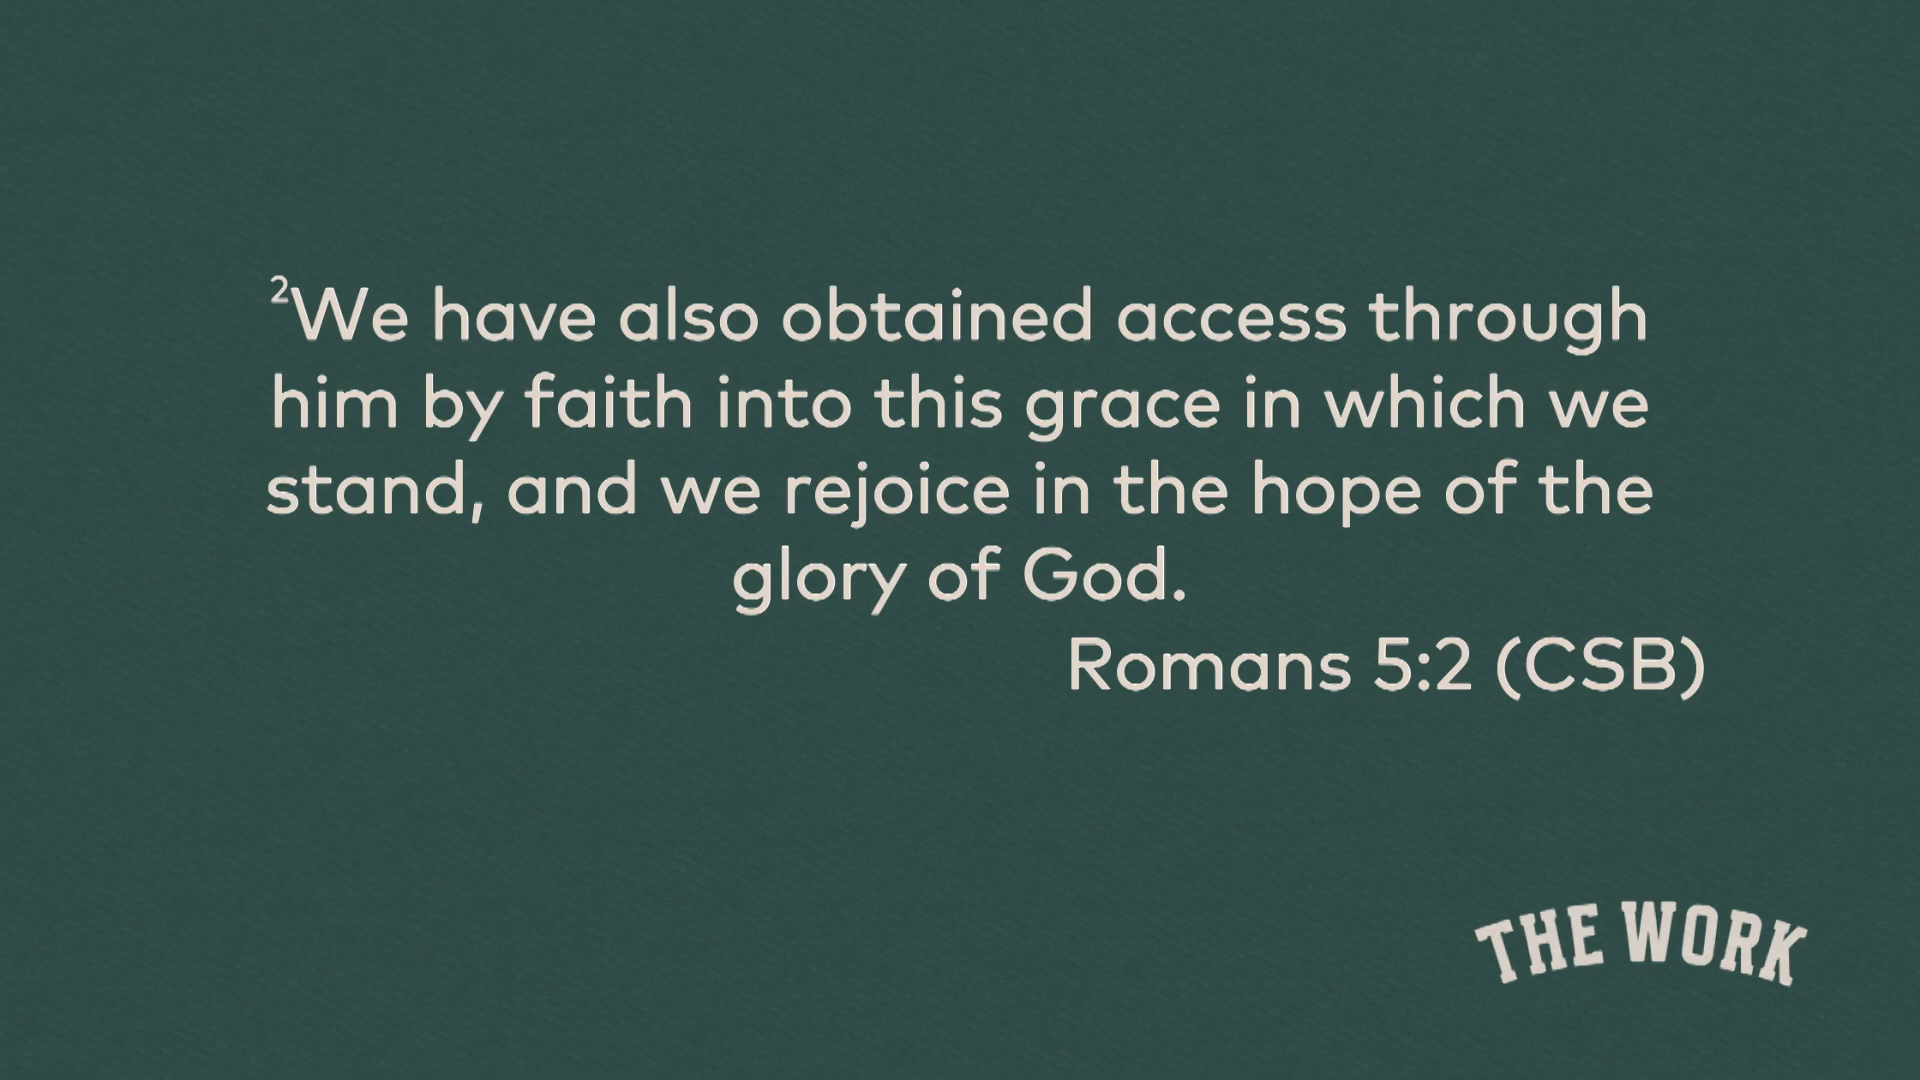 ²We have also obtained access through
him by faith into this grace in which we
stand, and we rejoice in the hope of the
glory of God.
Romans 5:2 (CSB)
THE WORK